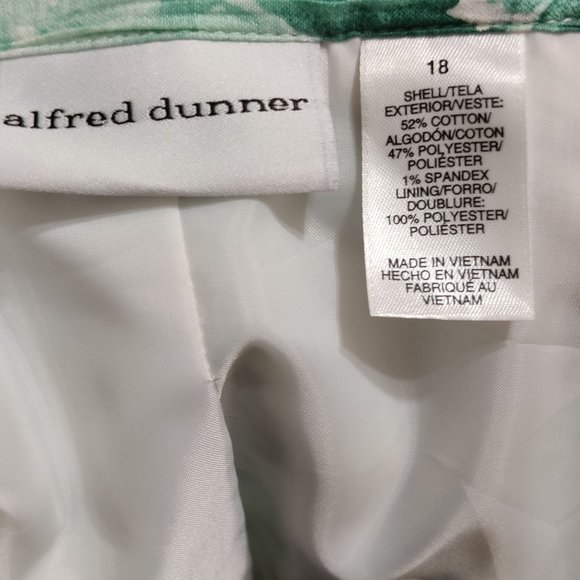 alfred dunner
18
SHELL/TELA
EXTERIOR/VESTE:
52% COTTON/
ALGODÓN/COTON
47% POLYESTER/
POLIÉSTER
1% SPANDEX
LINING/FORRO/
DOUBLURE:
100% POLYESTER/
POLIÉSTER
MADE IN VIETNAM
HECHO EN VIETNAM
FABRIQUÉ AU
VIETNAM